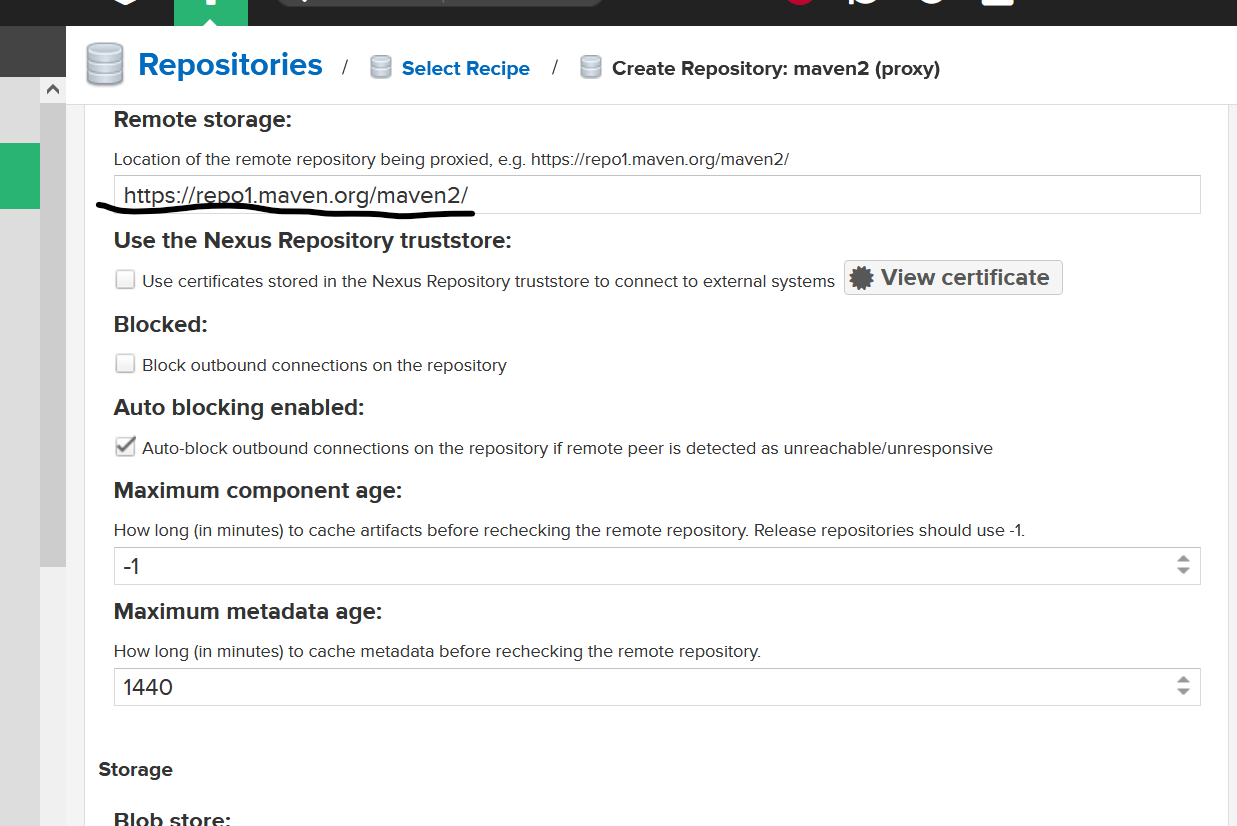 Repositories / Select Recipe / Create Repository: maven2 (proxy)
Remote storage:
Location of the remote repository being proxied, e.g. https://repo1.maven.org/maven2/
https://repo1.maven.org/maven2/
Use the Nexus Repository truststore:
Use certificates stored in the Nexus Repository truststore to connect to external systems View certificate
Blocked:
Block outbound connections on the repository
Auto blocking enabled:
Auto-block outbound connections on the repository if remote peer is detected as unreachable/unresponsive
Maximum component age:
How long (in minutes) to cache artifacts before rechecking the remote repository. Release repositories should use -1.
-1
Maximum metadata age:
How long (in minutes) to cache metadata before rechecking the remote repository.
1440
Storage
Blob store: